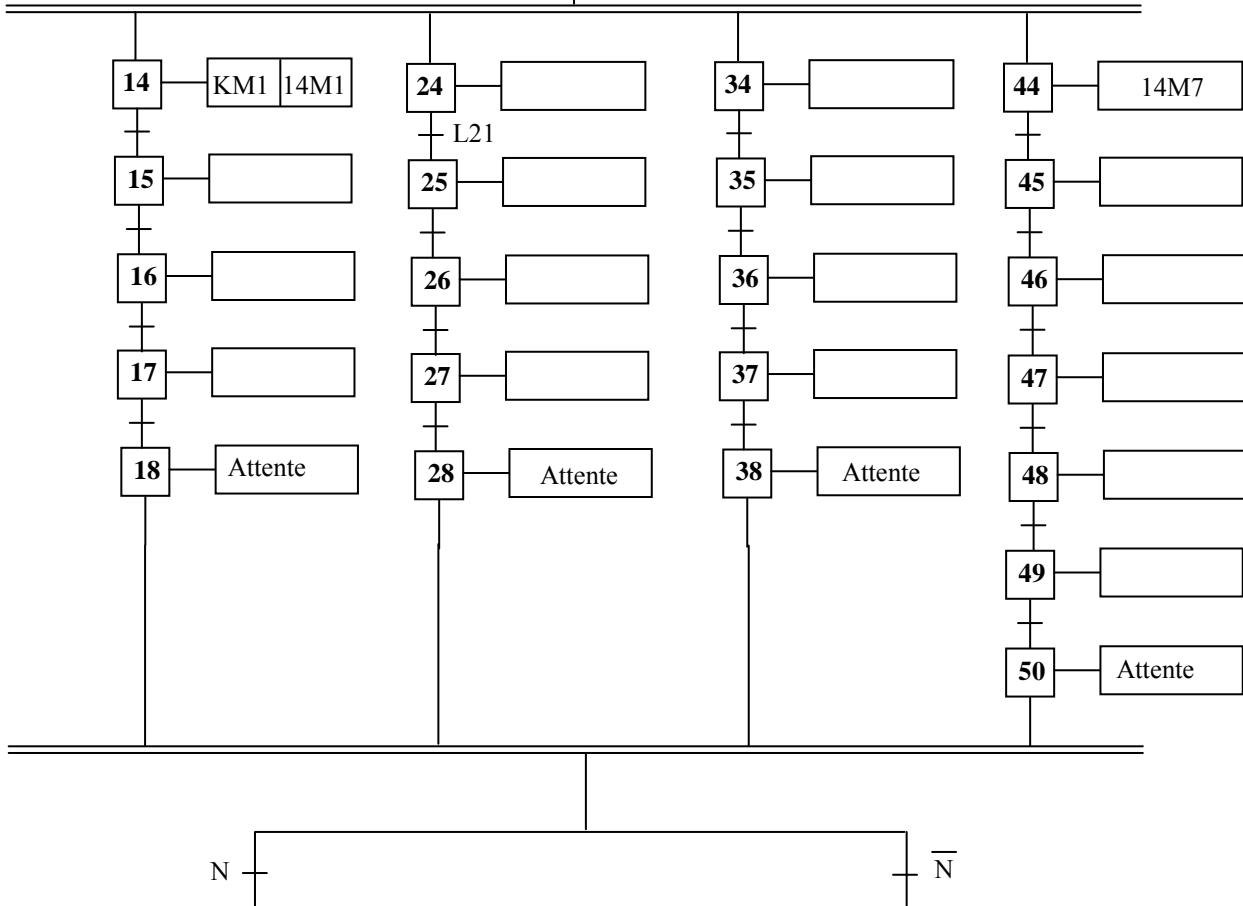 14 KM1 14M1 24 34 44 14M7
L21
15 25 35 45
16 26 36 46
17 27 37 47
18 Attente 28 Attente 38 Attente 48
49
50 Attente
N N̅